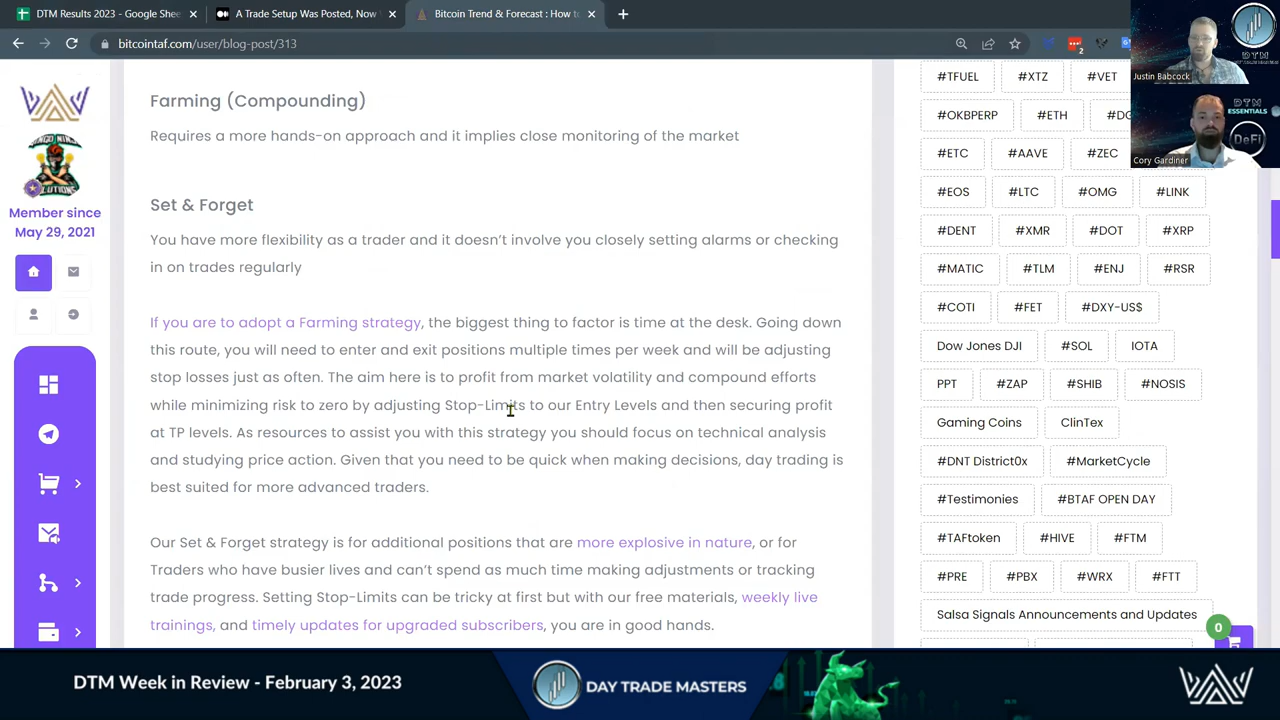 DTM Results 2023 - Google Shee
A Trade Setup Was Posted, Now
Bitcoin Trend & Forecast : How to
bitcointaf.com/user/blog-post/313
2
Justin Babcock
DTM
Cory Gardiner
DTM
ESSENTIALS
DeFi
Member since
May 29, 2021
Farming (Compounding)
Requires a more hands-on approach and it implies close monitoring of the market
Set & Forget
You have more flexibility as a trader and it doesn't involve you closely setting alarms or checking
in on trades regularly
If you are to adopt a Farming strategy, the biggest thing to factor is time at the desk. Going down
this route, you will need to enter and exit positions multiple times per week and will be adjusting
stop losses just as often. The aim here is to profit from market volatility and compound efforts
while minimizing risk to zero by adjusting Stop-Limits to our Entry Levels and then securing profit
at TP levels. As resources to assist you with this strategy you should focus on technical analysis
and studying price action. Given that you need to be quick when making decisions, day trading is
best suited for more advanced traders.
Our Set & Forget strategy is for additional positions that are more explosive in nature, or for
Traders who have busier lives and can't spend as much time making adjustments or tracking
trade progress. Setting Stop-Limits can be tricky at first but with our free materials, weekly live
trainings, and timely updates for upgraded subscribers, you are in good hands.
#TFUEL #XTZ #VET
#OKBPERP #ETH
#ETC #AAVE #ZEC
#EOS #LTC #OMG #LINK
#DENT #XMR #DOT #XRP
#MATIC #TLM #ENJ #RSR
#COTI #FET #DXY-US$
Dow Jones DJI #SOL IOTA
PPT #ZAP #SHIB #NOSIS
Gaming Coins ClinTex
#DNT District0x #MarketCycle
#Testimonies #BTAF OPEN DAY
#TAFtoken #HIVE #FTM
#PRE #PBX #WRX #FTT
Salsa Signals Announcements and Updates
0
DTM Week in Review - February 3, 2023
DAY TRADE MASTERS